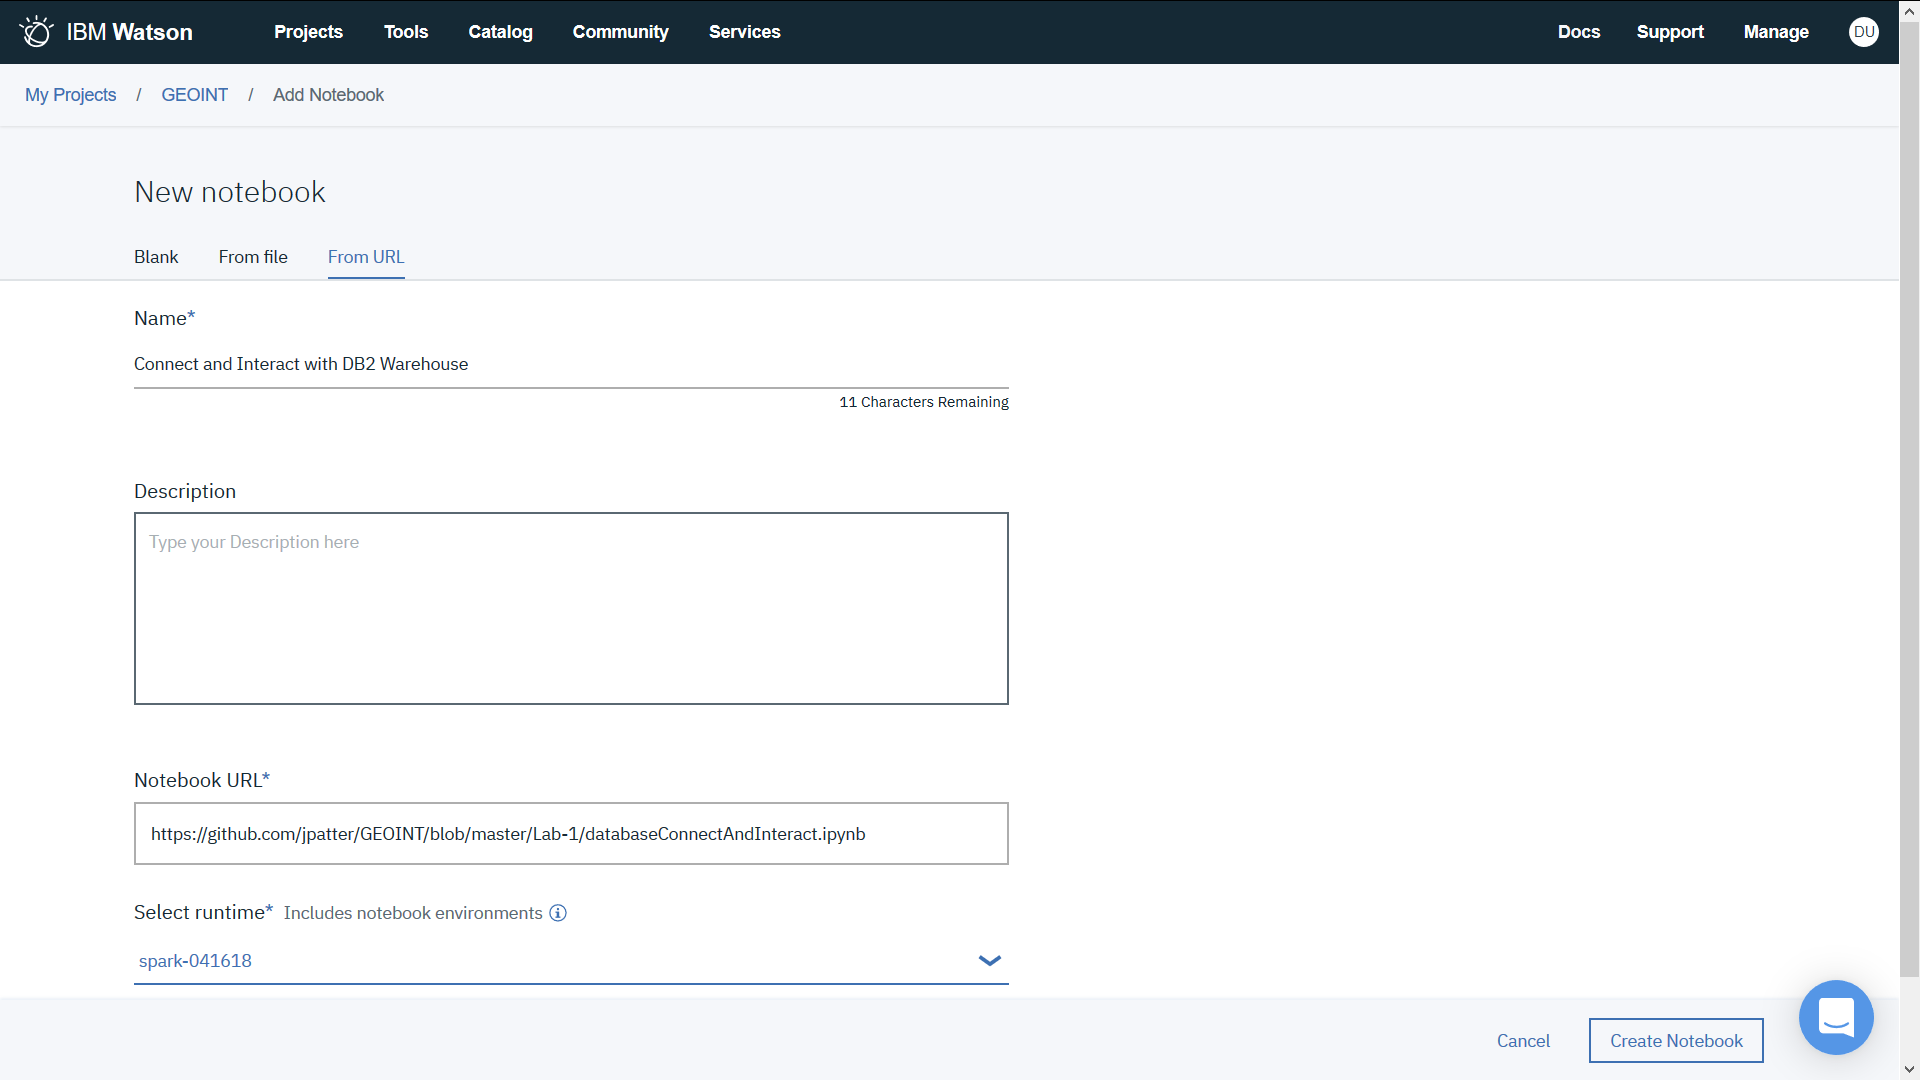 IBM Watson Projects Tools Catalog Community Services Docs Support Manage DU
My Projects / GEOINT / Add Notebook
New notebook
Blank From file From URL
Name*
Connect and Interact with DB2 Warehouse
11 Characters Remaining
Description
Type your Description here
Notebook URL*
https://github.com/jpatter/GEOINT/blob/master/Lab-1/databaseConnectAndInteract.ipynb
Select runtime* Includes notebook environments
spark-041618
Cancel Create Notebook